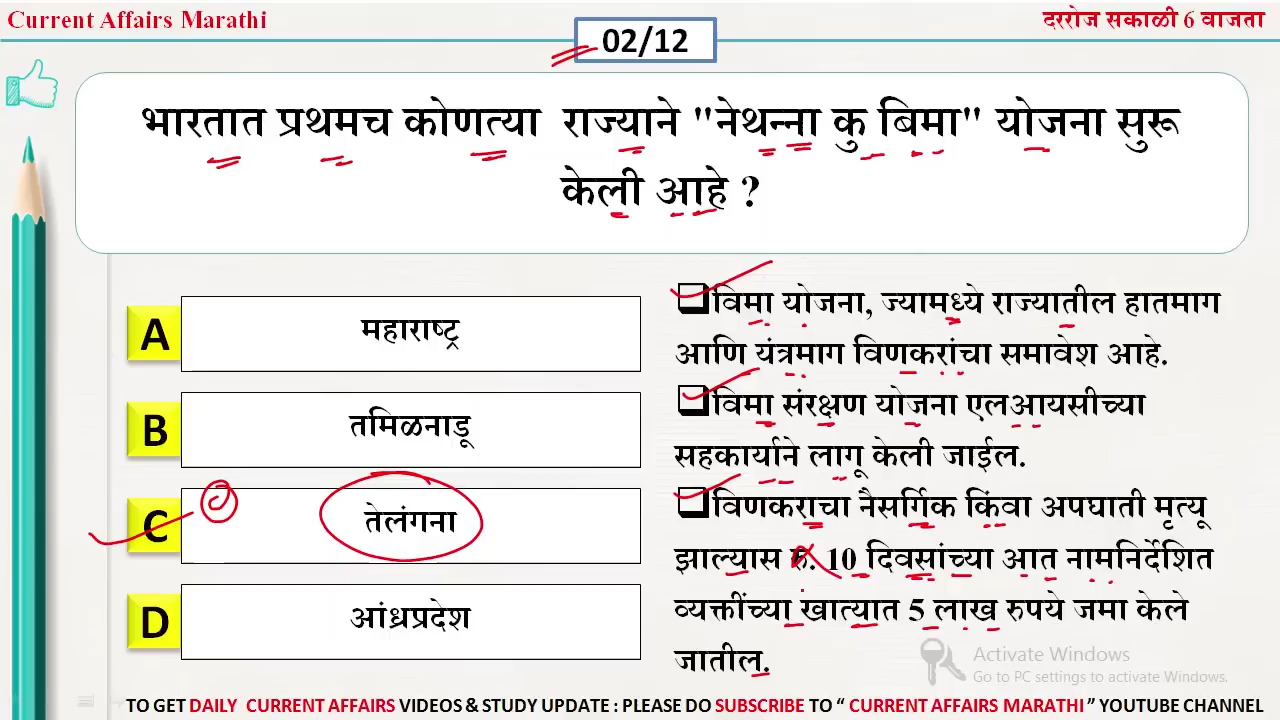 Current Affairs Marathi
दररोज सकाळी 6 वाजता
02/12
भारतात प्रथमच कोणत्या राज्याने "नेथन्ना कु बिमा" योजना सुरू
केली आहे ?
A
महाराष्ट्र
B
तमिळनाडू
C
तेलंगना
D
आंध्रप्रदेश
विमा योजना, ज्यामध्ये राज्यातील हातमाग
आणि यंत्रमाग विणकरांचा समावेश आहे.
विमा संरक्षण योजना एलआयसीच्या
सहकार्याने लागू केली जाईल.
विणकराचा नैसर्गिक किंवा अपघाती मृत्यू
झाल्यास रु. 10 दिवसांच्या आत नामनिर्देशित
व्यक्तींच्या खात्यात 5 लाख रुपये जमा केले
जातील.
Activate Windows
Go to PC settings to activate Windows.
TO GET DAILY CURRENT AFFAIRS VIDEOS & STUDY UPDATE : PLEASE DO SUBSCRIBE TO “ CURRENT AFFAIRS MARATHI ” YOUTUBE CHANNEL